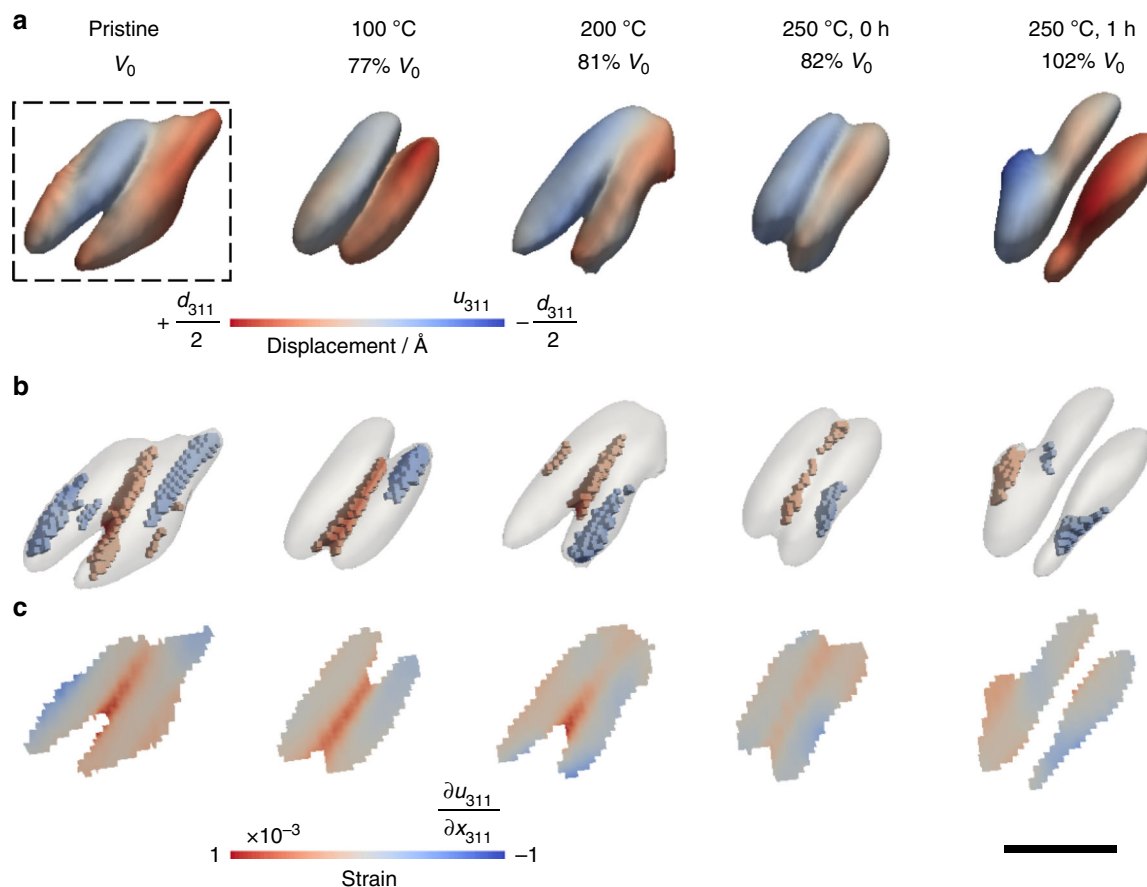 a
Pristine 100 °C 200 °C 250 °C, 0 h 250 °C, 1 h
V0 77% V0 81% V0 82% V0 102% V0
+ d311/2 u311 − d311/2
Displacement / Å
b
c
∂u311/∂x311
×10−3
1 −1
Strain